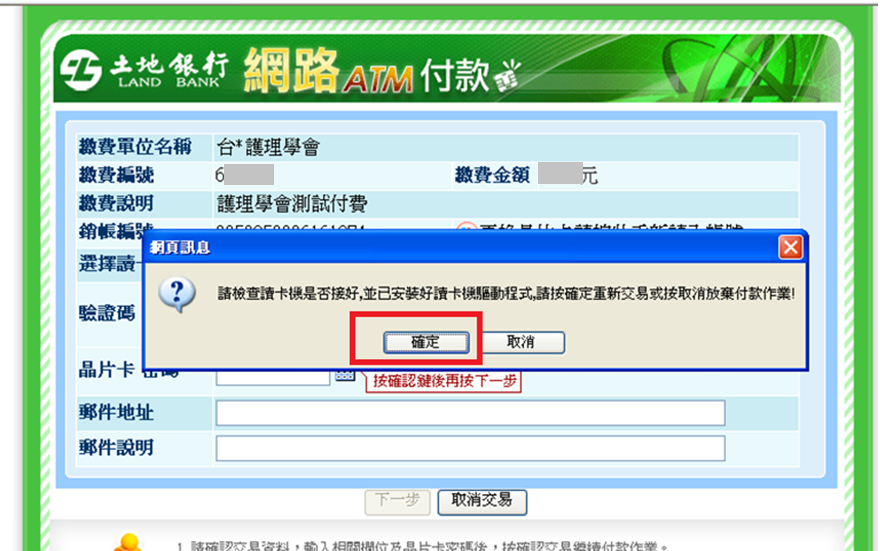 土地銀行
LAND BANK
網路ATM付款
繳費單位名稱 台*護理學會
繳費編號 6 繳費金額 元
繳費說明 護理學會測試付費
銷帳編號
網頁訊息
選擇讀
請檢查讀卡機是否接好,並已安裝好讀卡機驅動程式,請按確定重新交易或按取消放棄付款作業!
驗證碼
確定 取消
晶片卡
按確認鍵後再按下一步
郵件地址
郵件說明
下一步 取消交易
1. 請確認交易資料，輸入相關欄位及晶片卡密碼後，按確認交易繼續付款作業。